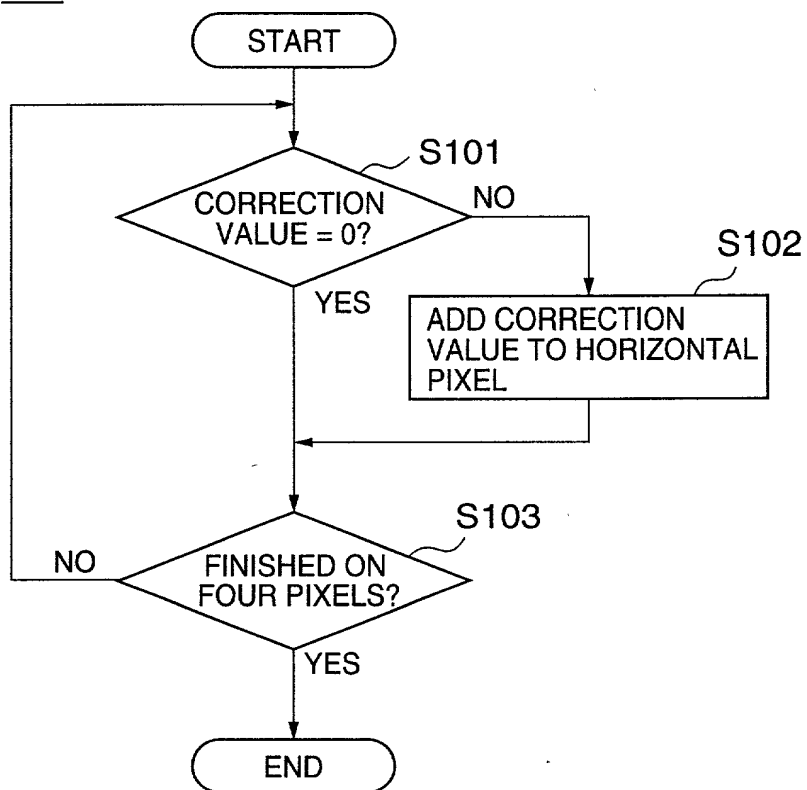 START
S101
CORRECTION
VALUE = 0?
NO
YES
S102
ADD CORRECTION
VALUE TO HORIZONTAL
PIXEL
S103
FINISHED ON
FOUR PIXELS?
NO
YES
END